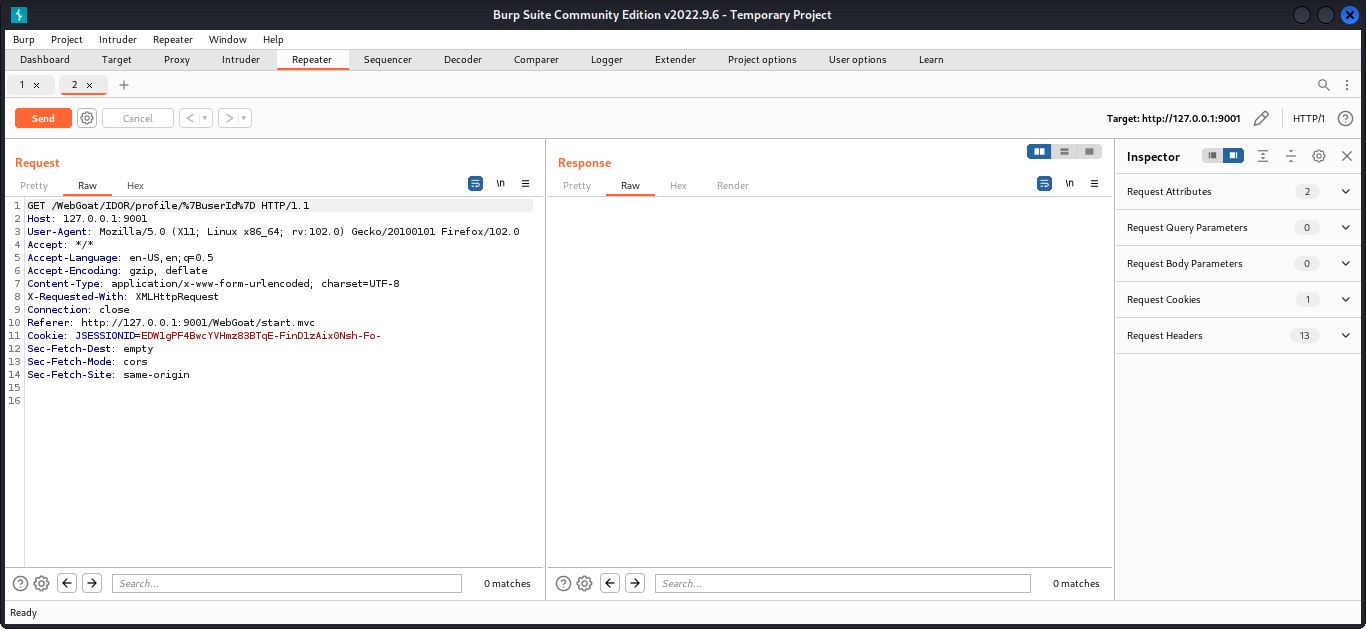 Burp Suite Community Edition v2022.9.6 - Temporary Project
Burp Project Intruder Repeater Window Help
Dashboard Target Proxy Intruder Repeater Sequencer Decoder Comparer Logger Extender Project options User options Learn
1 × 2 × +
Send Cancel < > Target: http://127.0.0.1:9001 HTTP/1 ?
Request
Pretty Raw Hex \n
1 GET /WebGoat/IDOR/profile/%7BuserId%7D HTTP/1.1
2 Host: 127.0.0.1:9001
3 User-Agent: Mozilla/5.0 (X11; Linux x86_64; rv:102.0) Gecko/20100101 Firefox/102.0
4 Accept: */*
5 Accept-Language: en-US,en;q=0.5
6 Accept-Encoding: gzip, deflate
7 Content-Type: application/x-www-form-urlencoded; charset=UTF-8
8 X-Requested-With: XMLHttpRequest
9 Connection: close
10 Referer: http://127.0.0.1:9001/WebGoat/start.mvc
11 Cookie: JSESSIONID=EDW1gPF4BwcYVHmz83BTqE-FinD1zAix0Nsh-Fo-
12 Sec-Fetch-Dest: empty
13 Sec-Fetch-Mode: cors
14 Sec-Fetch-Site: same-origin
15
16
? Search... 0 matches
Response
Pretty Raw Hex Render \n
? Search... 0 matches
Inspector
Request Attributes 2
Request Query Parameters 0
Request Body Parameters 0
Request Cookies 1
Request Headers 13
Ready